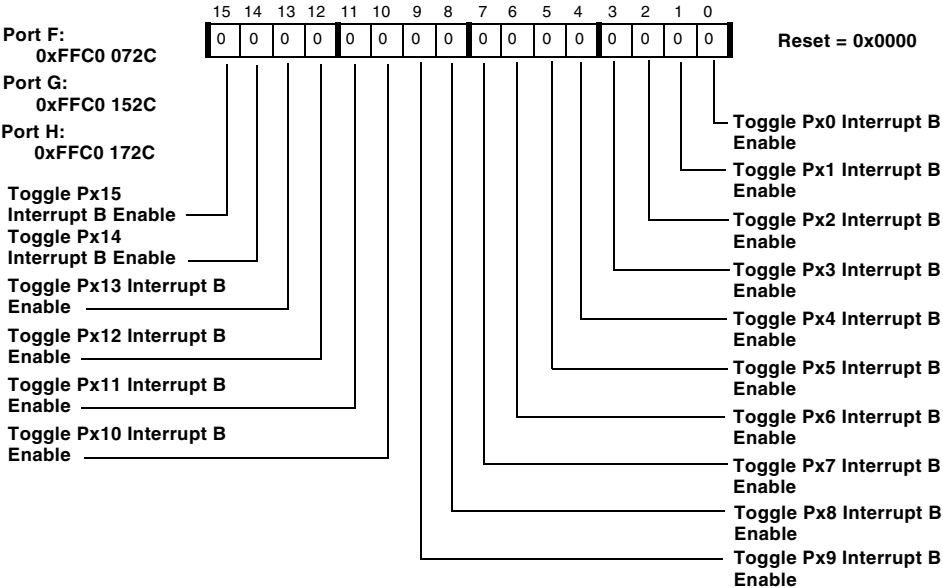 15 14 13 12 11 10 9 8 7 6 5 4 3 2 1 0
0 0 0 0 0 0 0 0 0 0 0 0 0 0 0 0
Reset = 0x0000
Port F:
0xFFC0 072C
Port G:
0xFFC0 152C
Port H:
0xFFC0 172C
Toggle Px15
Interrupt B Enable
Toggle Px14
Interrupt B Enable
Toggle Px13 Interrupt B
Enable
Toggle Px12 Interrupt B
Enable
Toggle Px11 Interrupt B
Enable
Toggle Px10 Interrupt B
Enable
Toggle Px0 Interrupt B
Enable
Toggle Px1 Interrupt B
Enable
Toggle Px2 Interrupt B
Enable
Toggle Px3 Interrupt B
Enable
Toggle Px4 Interrupt B
Enable
Toggle Px5 Interrupt B
Enable
Toggle Px6 Interrupt B
Enable
Toggle Px7 Interrupt B
Enable
Toggle Px8 Interrupt B
Enable
Toggle Px9 Interrupt B
Enable